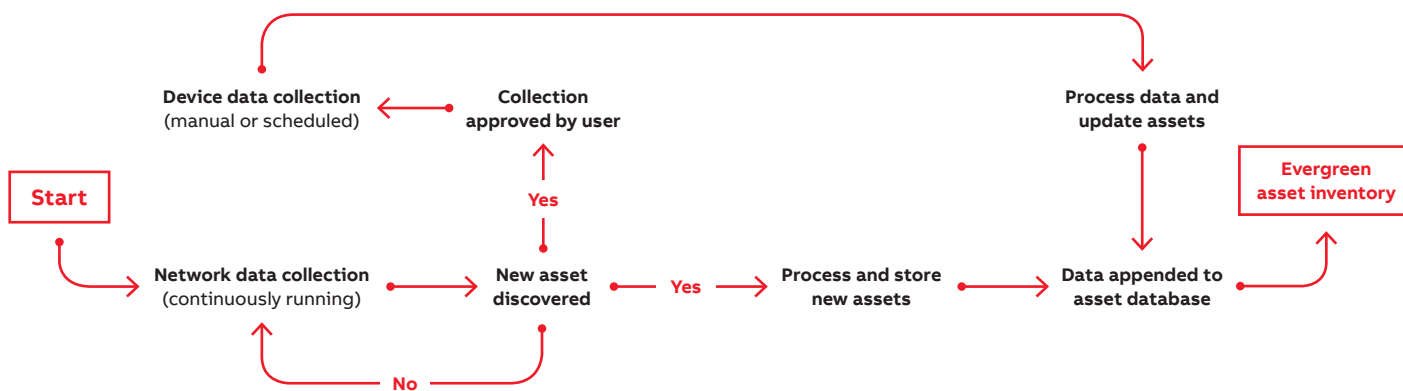 Device data collection
(manual or scheduled)
Collection
approved by user
Process data and
update assets
Start
Yes
Evergreen
asset inventory
Network data collection
(continuously running)
New asset
discovered
Yes
Process and store
new assets
Data appended to
asset database
No